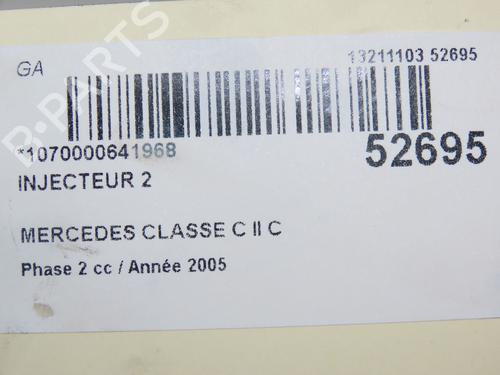 B-PARTS
GA
13211103 52695
*1070000641968
52695
INJECTEUR 2
MERCEDES CLASSE C II C
Phase 2 cc / Année 2005